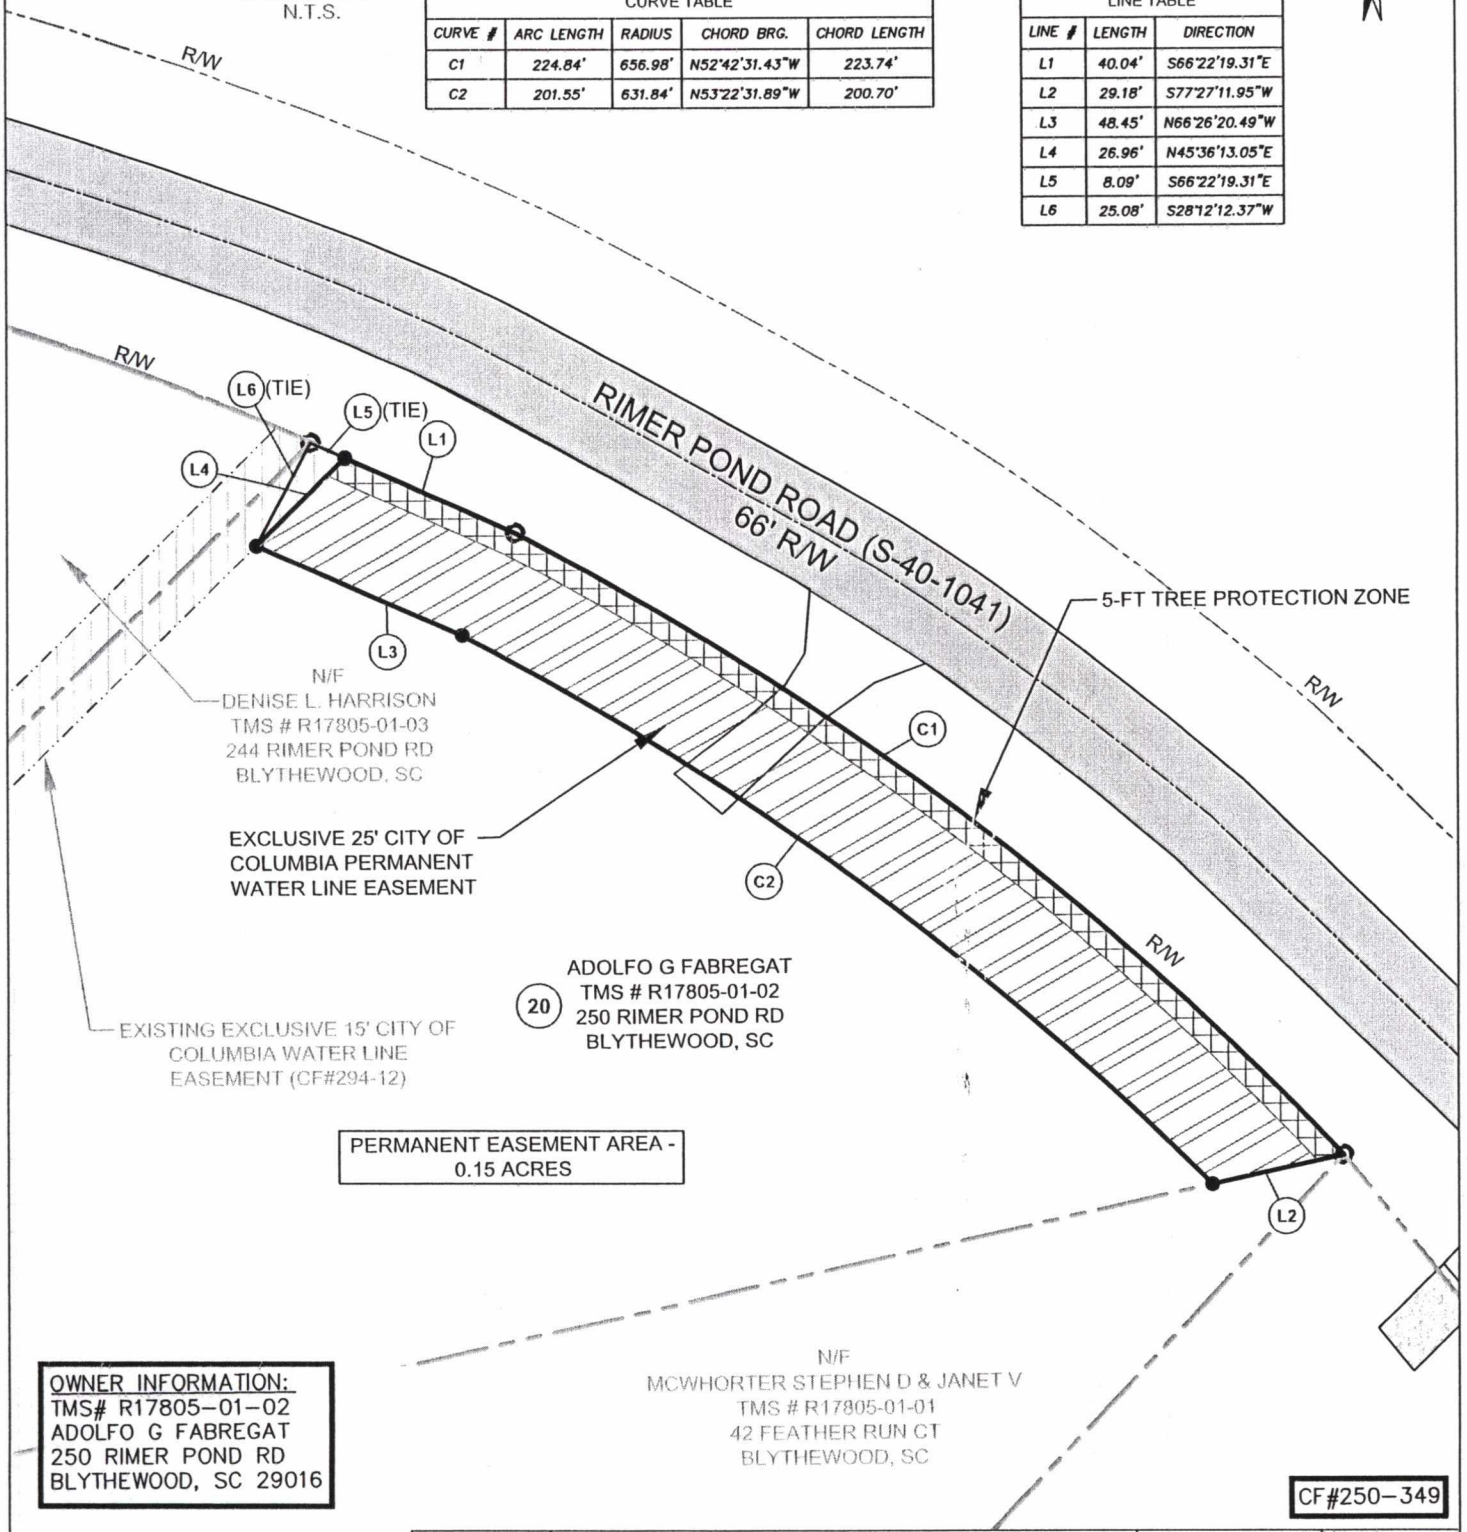 N.T.S.
CURVE TABLE
CURVE # ARC LENGTH RADIUS CHORD BRG. CHORD LENGTH
C1 224.84' 656.98' N52°42'31.43"W 223.74'
C2 201.55' 631.84' N53°22'31.89"W 200.70'
LINE TABLE
LINE # LENGTH DIRECTION
L1 40.04' S66°22'19.31"E
L2 29.18' S77°27'11.95"W
L3 48.45' N66°26'20.49"W
L4 26.96' N45°36'13.05"E
L5 8.09' S66°22'19.31"E
L6 25.08' S28°12'12.37"W
R/W
R/W
L6 (TIE)
L5 (TIE)
L1
L4
RIMER POND ROAD (S-40-1041)
66' R/W
5-FT TREE PROTECTION ZONE
R/W
L3
N/F
DENISE L. HARRISON
TMS # R17805-01-03
244 RIMER POND RD
BLYTHEWOOD, SC
C1
EXCLUSIVE 25' CITY OF
COLUMBIA PERMANENT
WATER LINE EASEMENT
C2
R/W
20
ADOLFO G FABREGAT
TMS # R17805-01-02
250 RIMER POND RD
BLYTHEWOOD, SC
EXISTING EXCLUSIVE 15' CITY OF
COLUMBIA WATER LINE
EASEMENT (CF#294-12)
PERMANENT EASEMENT AREA -
0.15 ACRES
L2
N/F
MCWHORTER STEPHEN D & JANET V
TMS # R17805-01-01
42 FEATHER RUN CT
BLYTHEWOOD, SC
OWNER INFORMATION:
TMS# R17805-01-02
ADOLFO G FABREGAT
250 RIMER POND RD
BLYTHEWOOD, SC 29016
CF#250-349